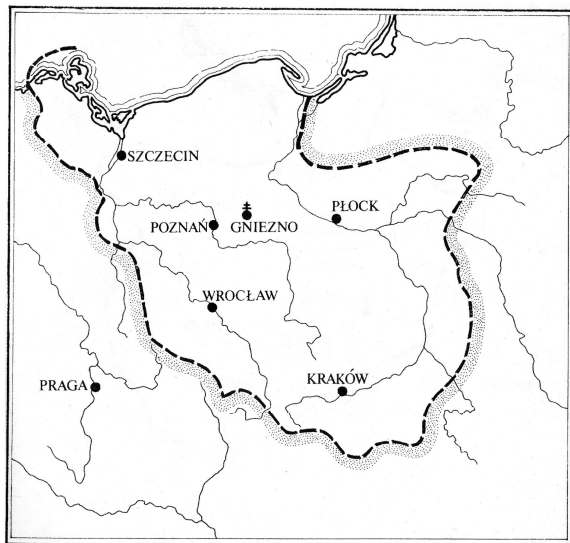 SZCZECIN
POZNAŃ
GNIEZNO
PŁOCK
WROCŁAW
PRAGA
KRAKÓW